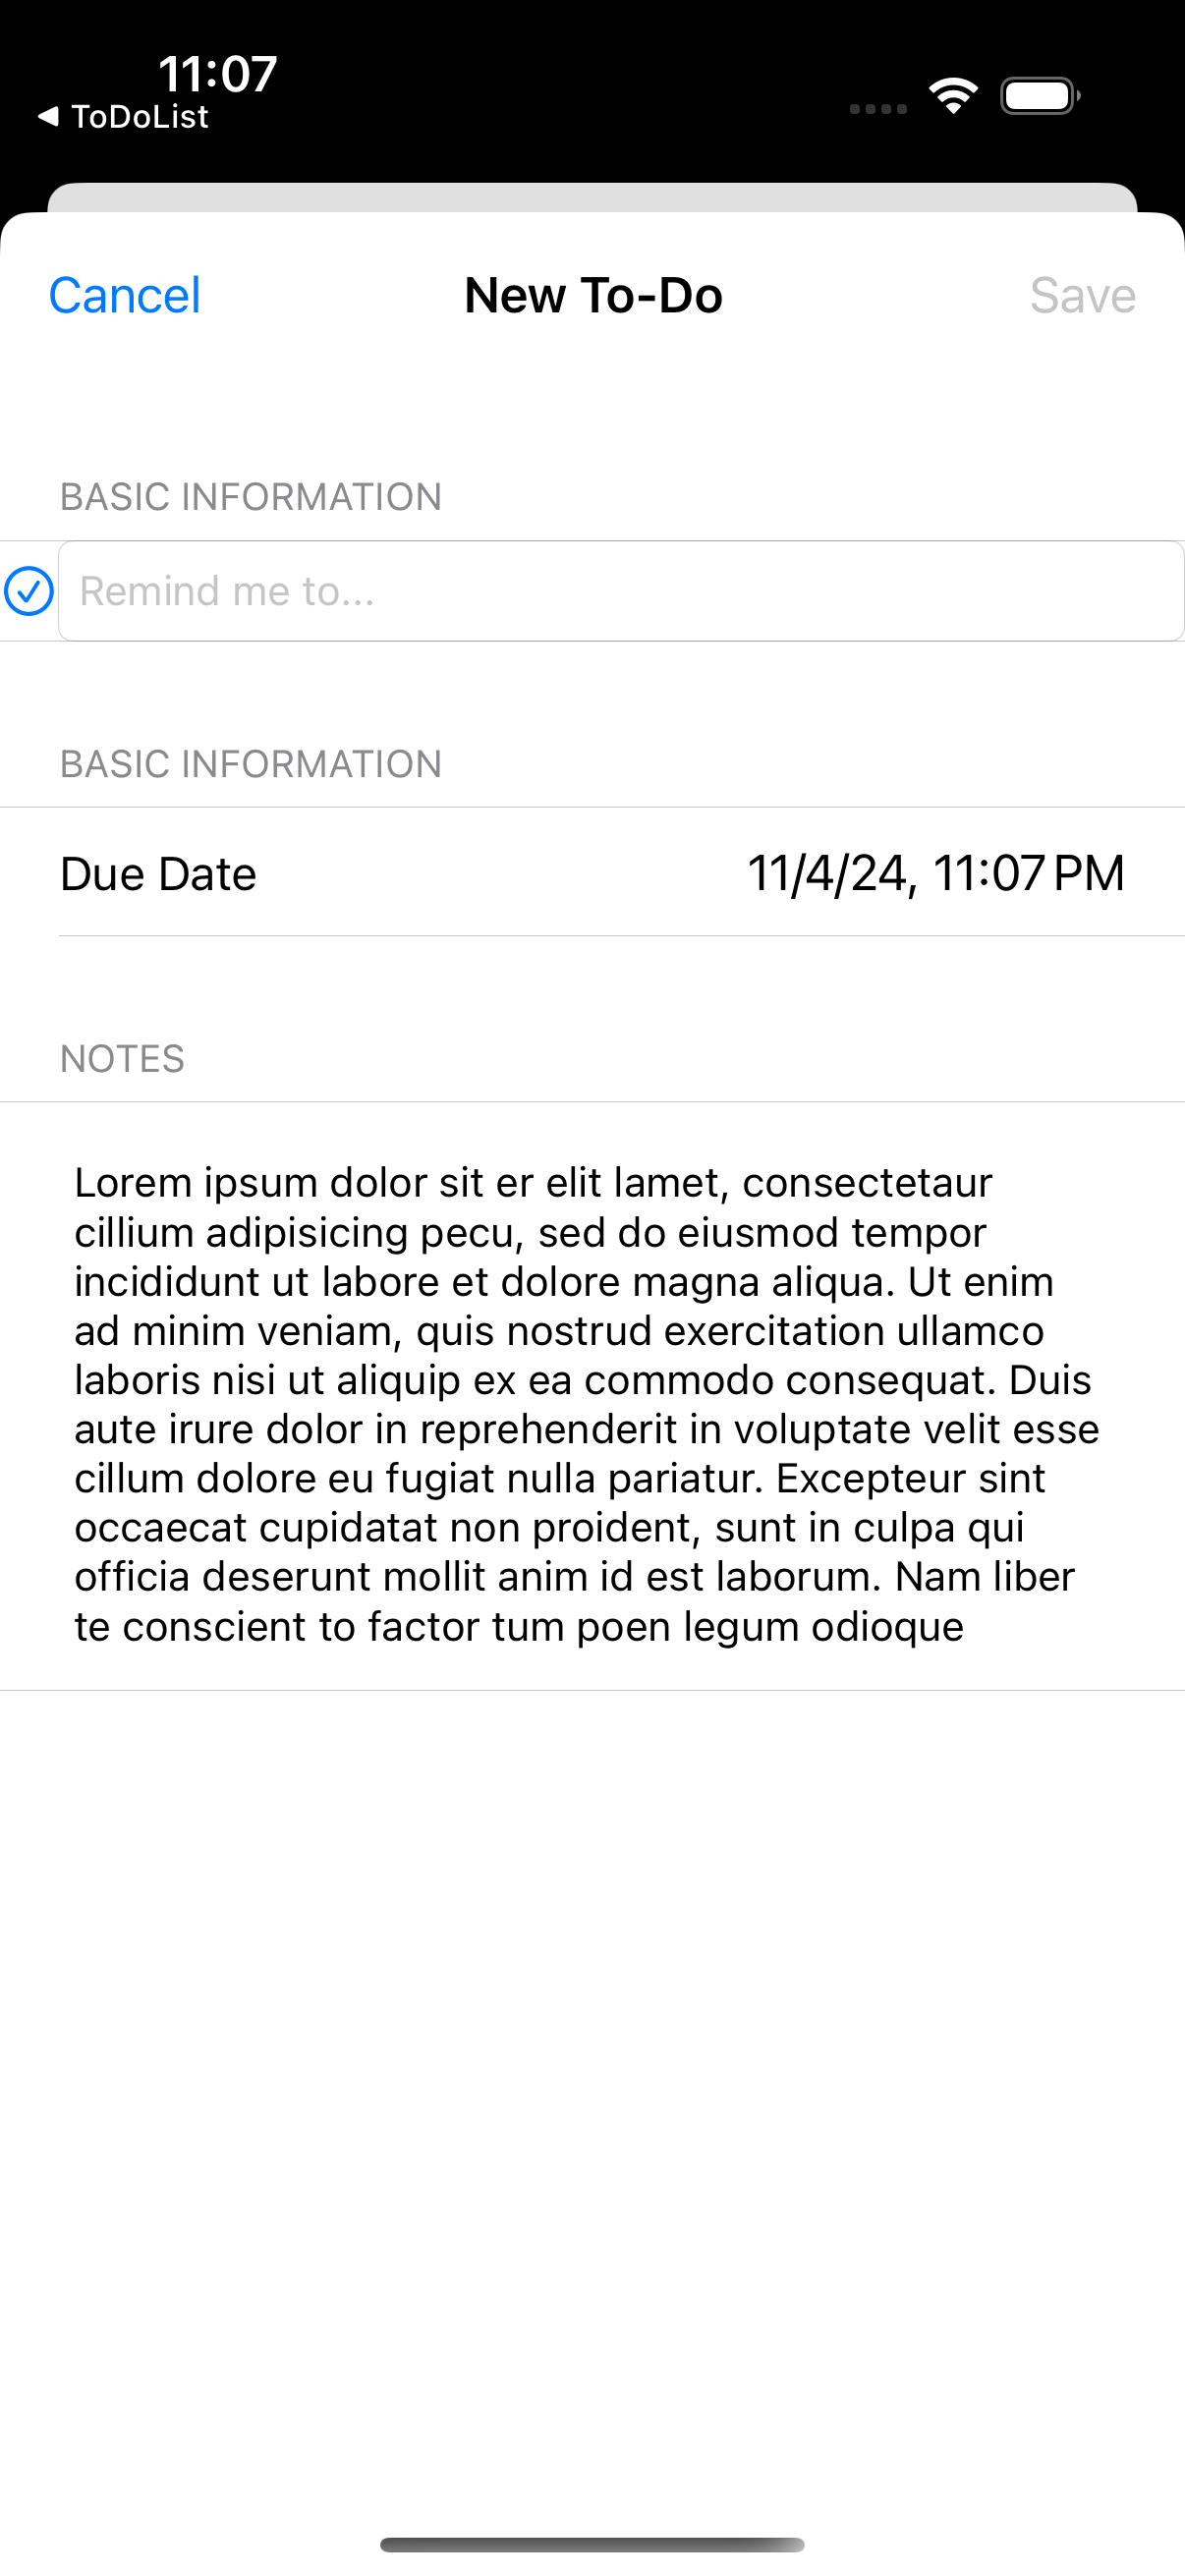 11:07
ToDoList
Cancel New To-Do Save
BASIC INFORMATION
Remind me to...
BASIC INFORMATION
Due Date 11/4/24, 11:07 PM
NOTES
Lorem ipsum dolor sit er elit lamet, consectetaur
cillium adipisicing pecu, sed do eiusmod tempor
incididunt ut labore et dolore magna aliqua. Ut enim
ad minim veniam, quis nostrud exercitation ullamco
laboris nisi ut aliquip ex ea commodo consequat. Duis
aute irure dolor in reprehenderit in voluptate velit esse
cillum dolore eu fugiat nulla pariatur. Excepteur sint
occaecat cupidatat non proident, sunt in culpa qui
officia deserunt mollit anim id est laborum. Nam liber
te conscient to factor tum poen legum odioque